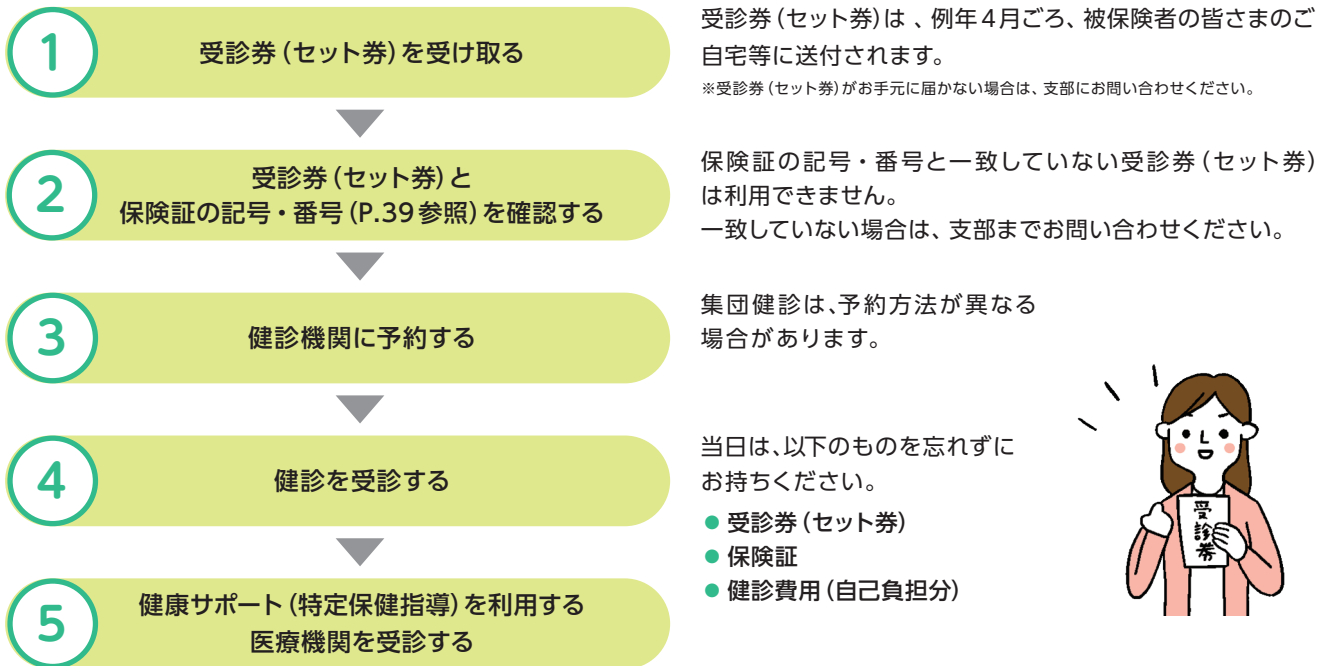 1
受診券(セット券)を受け取る
受診券(セット券)は、例年4月ごろ、被保険者の皆さまのご
自宅等に送付されます。
※受診券(セット券)がお手元に届かない場合は、支部にお問い合わせください。
2
受診券(セット券)と
保険証の記号・番号(P.39参照)を確認する
保険証の記号・番号と一致していない受診券(セット券)
は利用できません。
一致していない場合は、支部までお問い合わせください。
3
健診機関に予約する
集団健診は、予約方法が異なる
場合があります。
4
健診を受診する
当日は、以下のものを忘れずに
お持ちください。
● 受診券(セット券)
● 保険証
● 健診費用(自己負担分)
受診券
5
健康サポート(特定保健指導)を利用する
医療機関を受診する